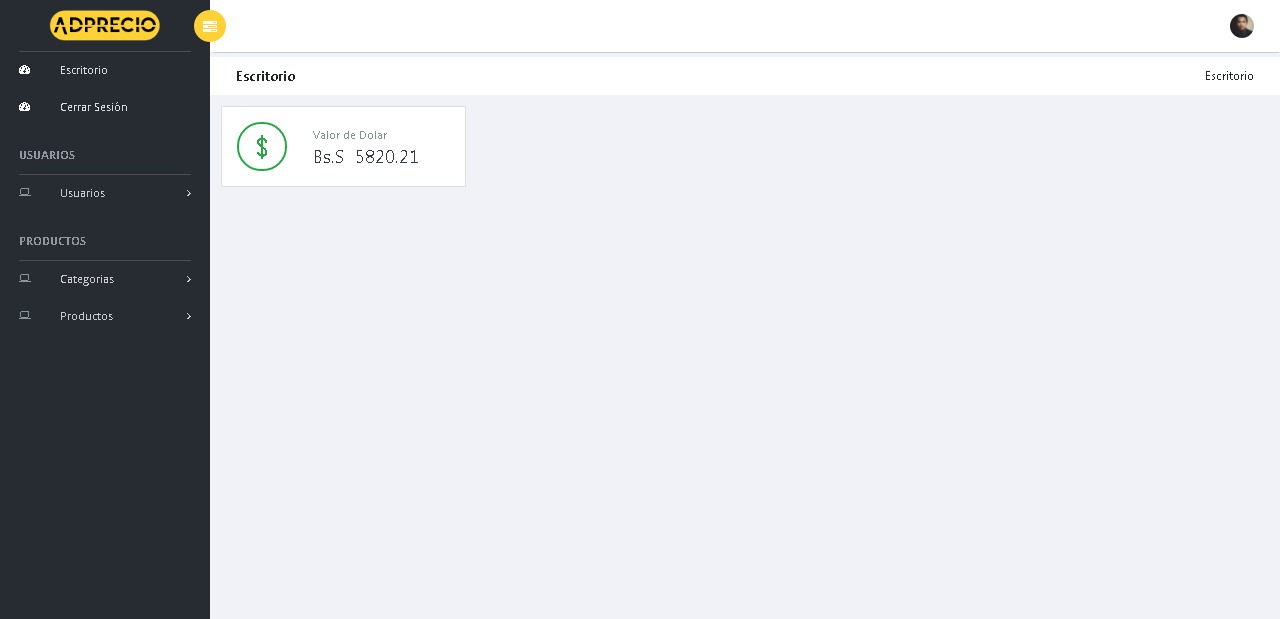 ADPRECIO
Escritorio
Cerrar Sesión
USUARIOS
Usuarios
PRODUCTOS
Categorias
Productos
Escritorio
Escritorio
Valor de Dolar
Bs.S 5820.21